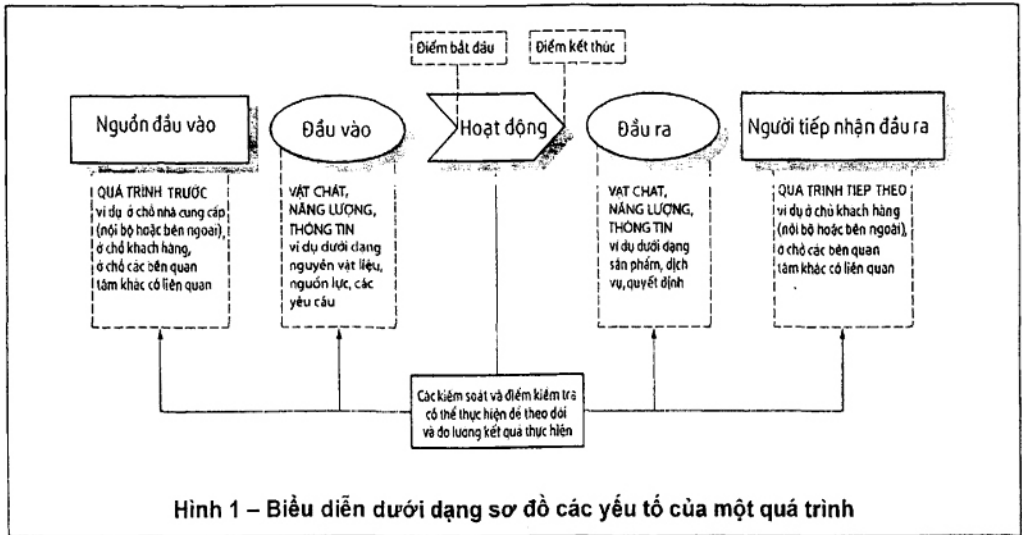 Điểm bắt đầu
Điểm kết thúc
Nguồn đầu vào
Đầu vào
Hoạt động
Đầu ra
Người tiếp nhận đầu ra
QUÁ TRÌNH TRƯỚC
ví dụ ở chỗ nhà cung cấp
(nội bộ hoặc bên ngoài),
ở chỗ khách hàng,
ở chỗ các bên quan
tâm khác có liên quan
VẬT CHẤT,
NĂNG LƯỢNG,
THÔNG TIN
ví dụ dưới dạng
nguyên vật liệu,
nguồn lực, các
yêu cầu
VẬT CHẤT,
NĂNG LƯỢNG,
THÔNG TIN
ví dụ dưới dạng
sản phẩm, dịch
vụ, quyết định
QUÁ TRÌNH TIẾP THEO
ví dụ ở chỗ khách hàng
(nội bộ hoặc bên ngoài),
ở chỗ các bên quan
tâm khác có liên quan
Các kiểm soát và điểm kiểm tra
có thể thực hiện để theo dõi
và đo lường kết quả thực hiện
Hình 1 – Biểu diễn dưới dạng sơ đồ các yếu tố của một quá trình